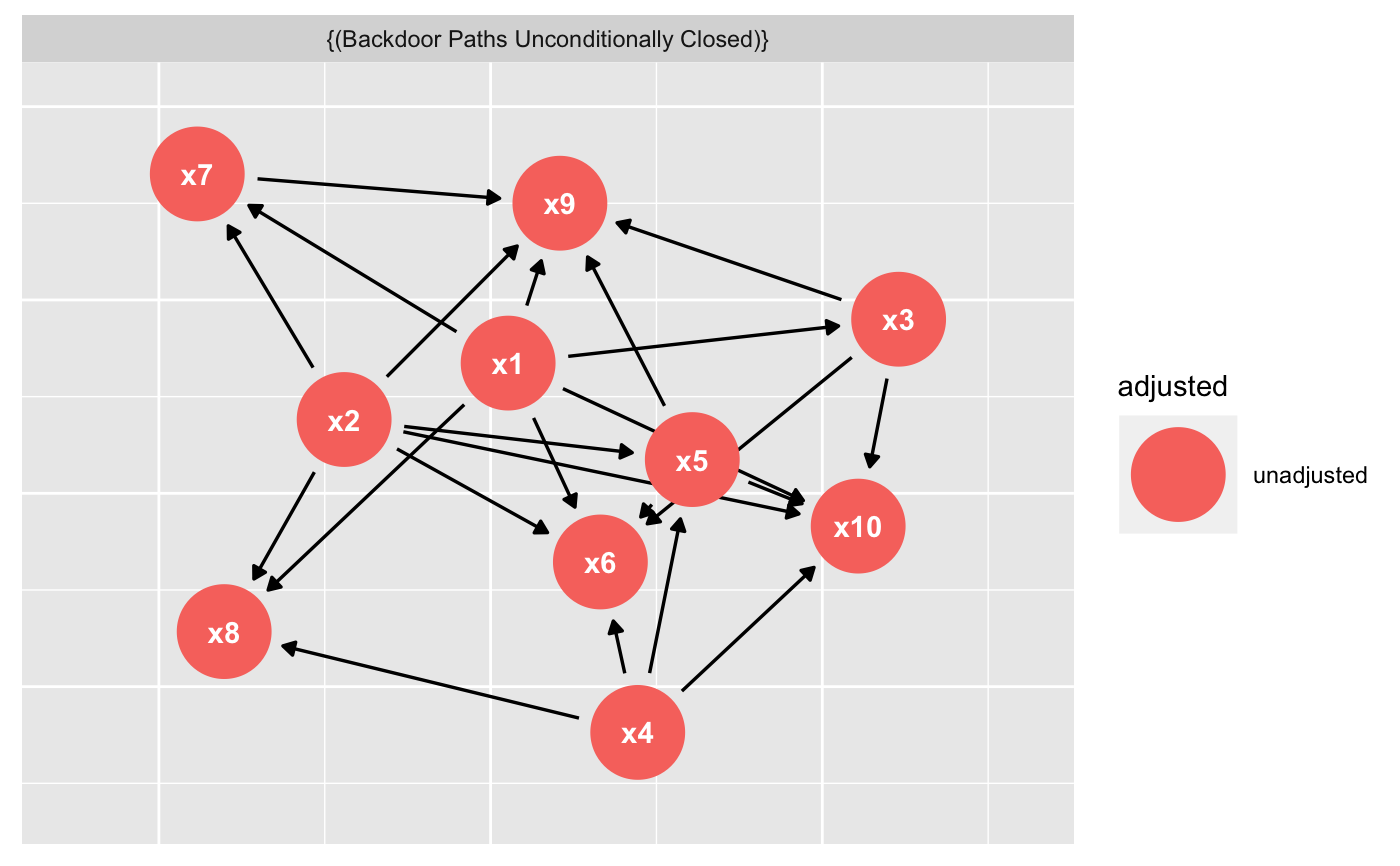 {(Backdoor Paths Unconditionally Closed)}
x7
x9
x3
x1
x2
x5
x10
x6
x8
x4
adjusted
unadjusted